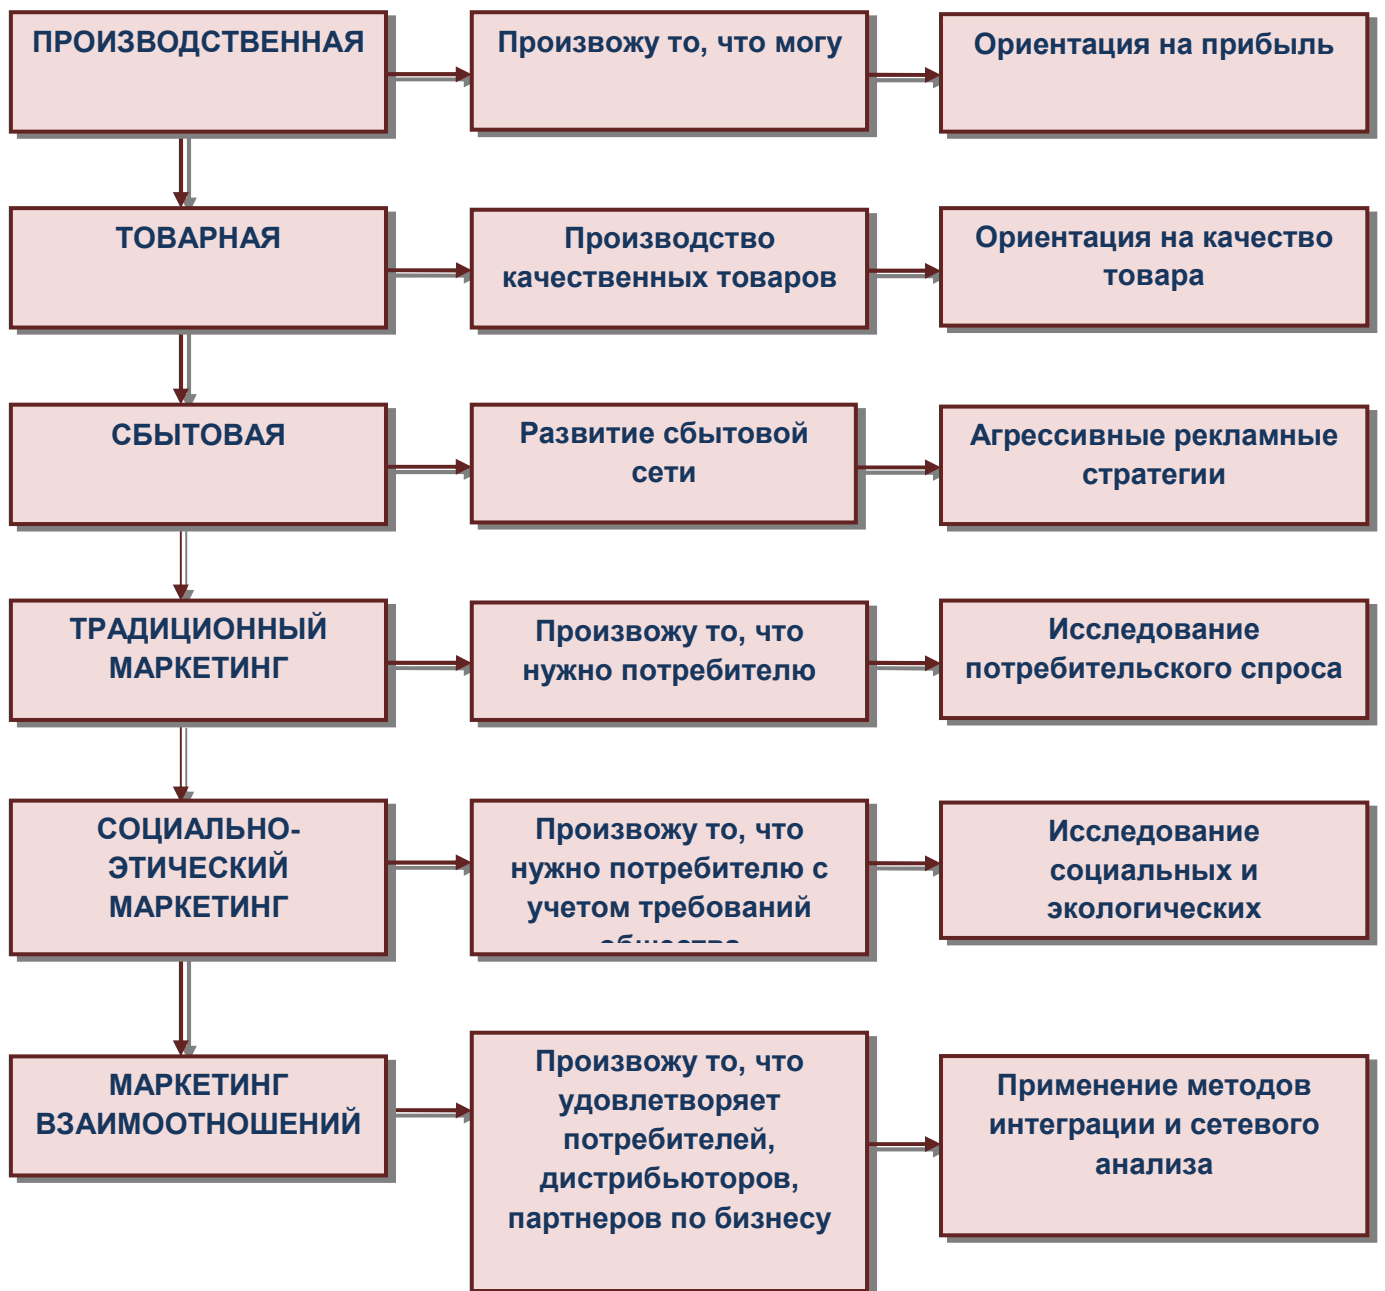 ПРОИЗВОДСТВЕННАЯ
Произвожу то, что могу
Ориентация на прибыль
ТОВАРНАЯ
Производство
качественных товаров
Ориентация на качество
товара
СБЫТОВАЯ
Развитие сбытовой
сети
Агрессивные рекламные
стратегии
ТРАДИЦИОННЫЙ
МАРКЕТИНГ
Произвожу то, что
нужно потребителю
Исследование
потребительского спроса
СОЦИАЛЬНО-
ЭТИЧЕСКИЙ
МАРКЕТИНГ
Произвожу то, что
нужно потребителю с
учетом требований
общества
Исследование
социальных и
экологических
МАРКЕТИНГ
ВЗАИМООТНОШЕНИЙ
Произвожу то, что
удовлетворяет
потребителей,
дистрибьюторов,
партнеров по бизнесу
Применение методов
интеграции и сетевого
анализа